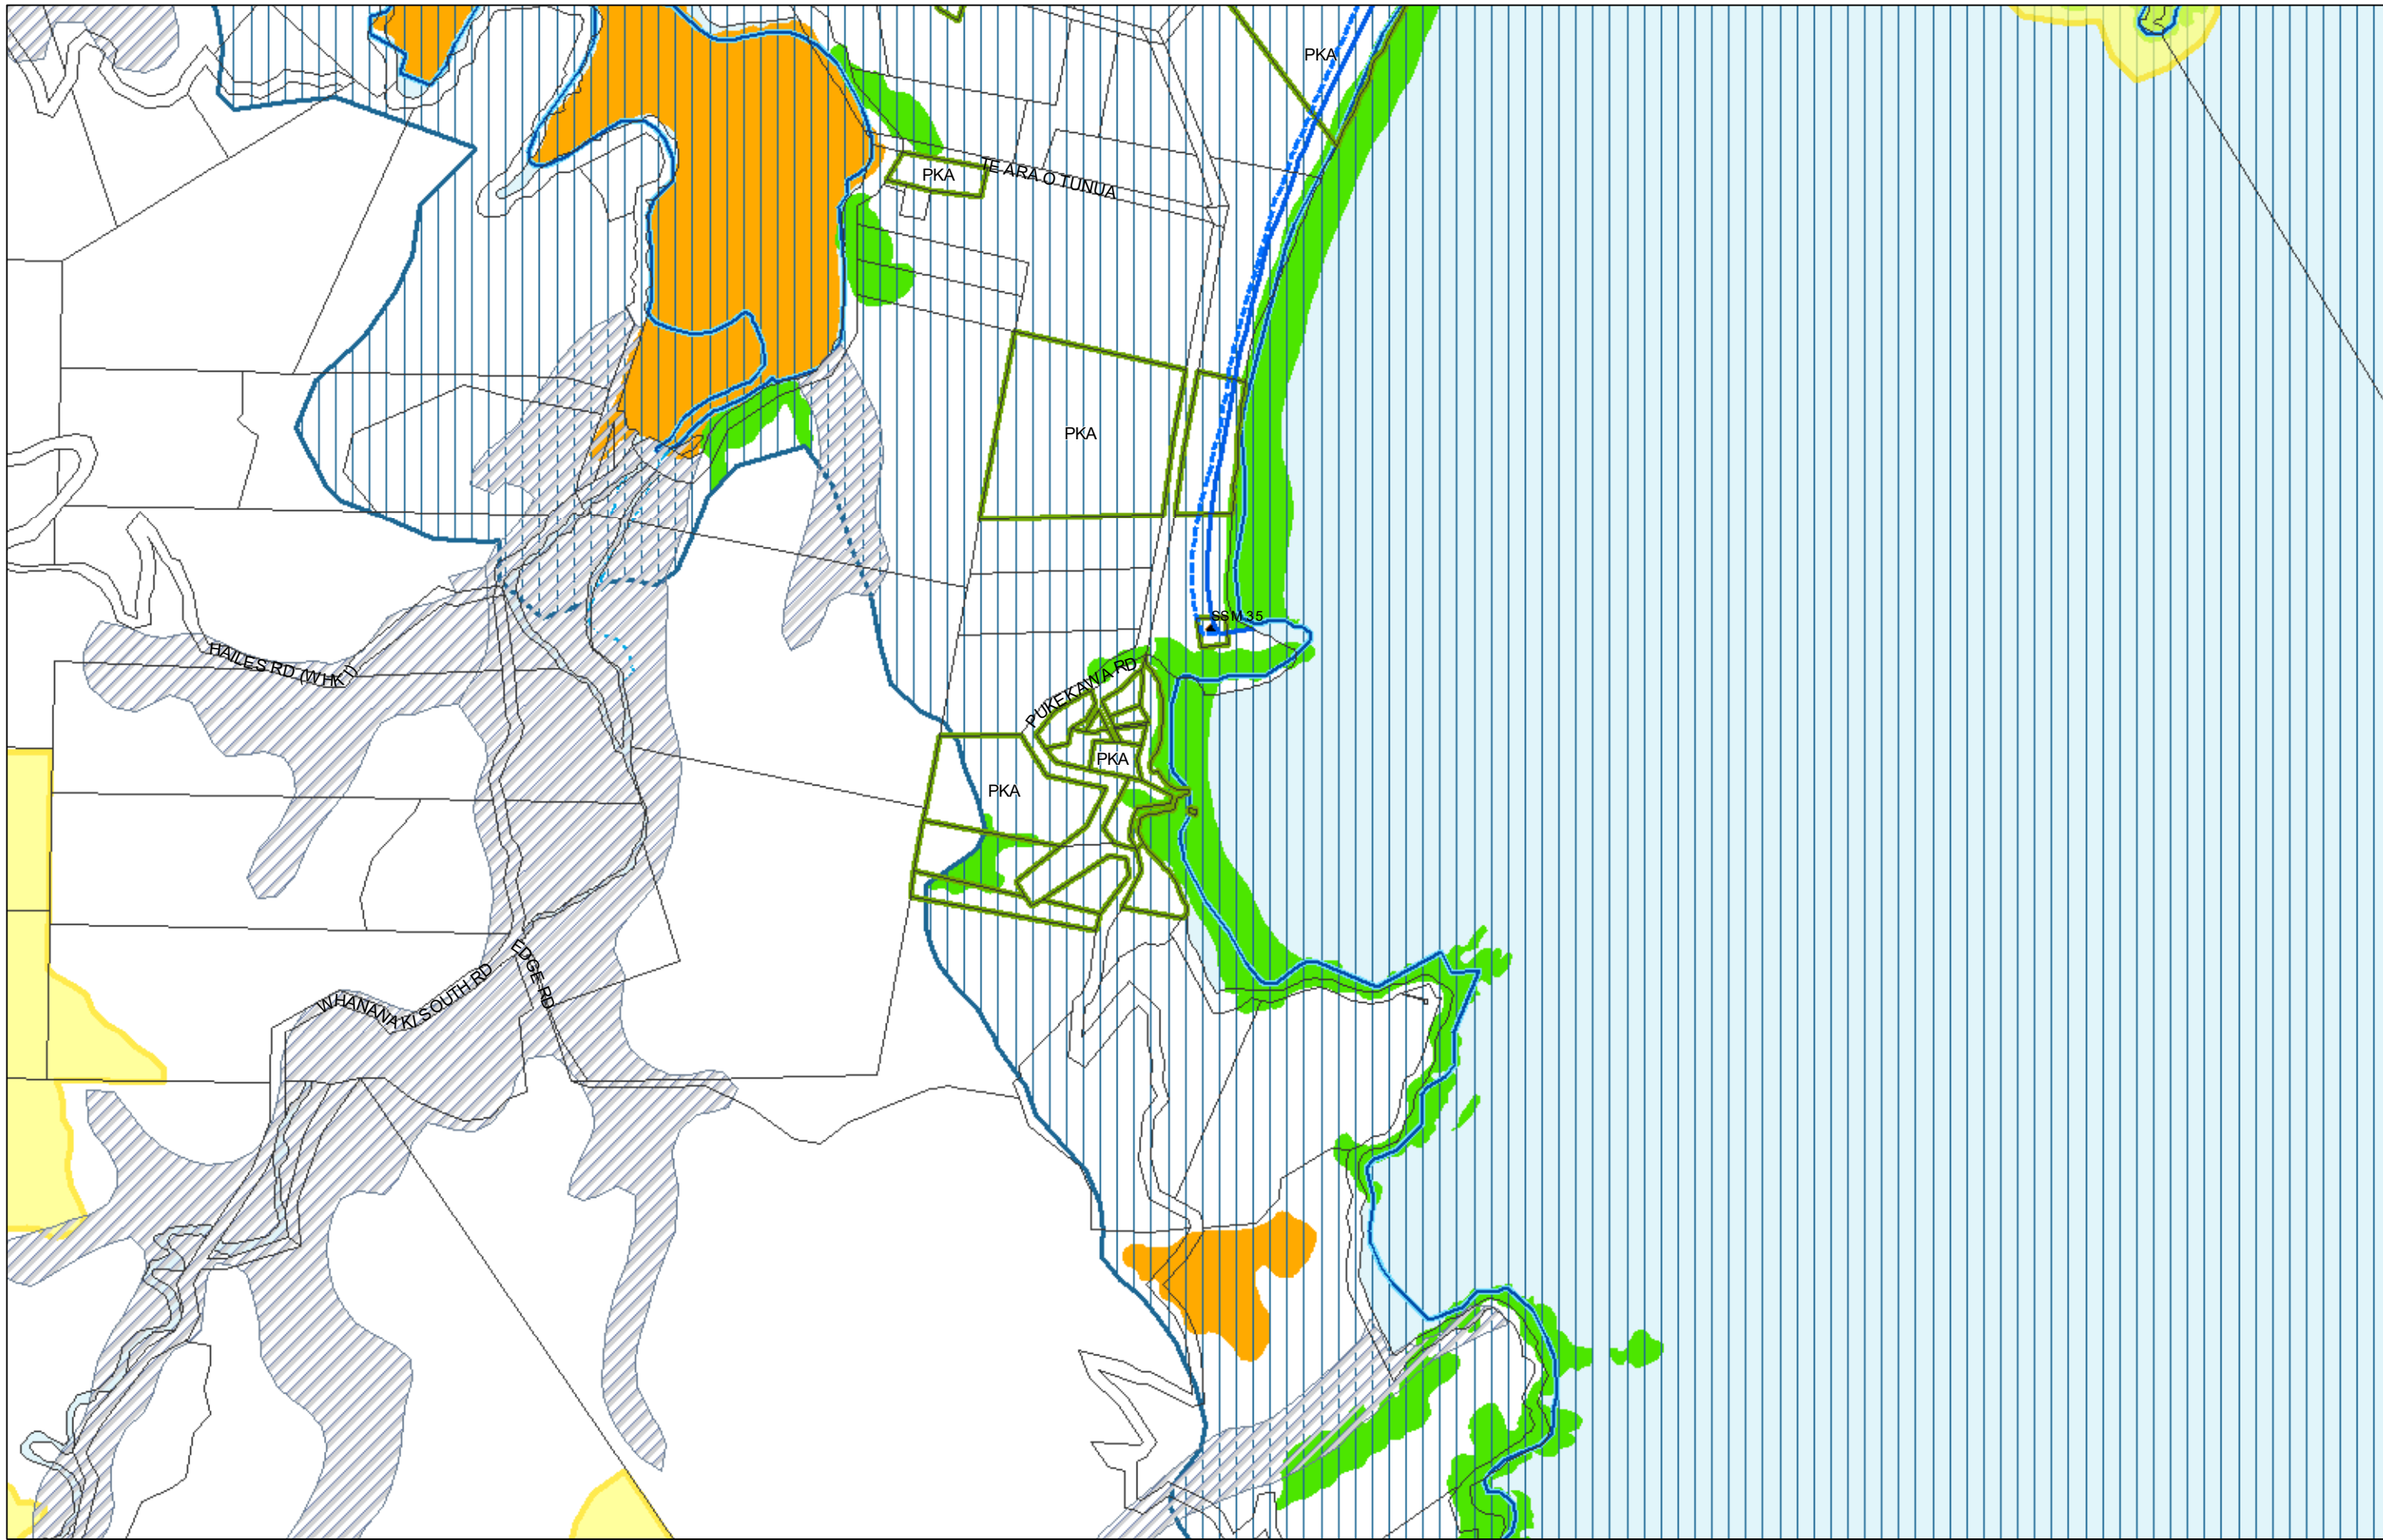 PKA
PKA
TE ARA O TUNUA
PKA
SSM 35
HAILES RD (WHK T)
PUKEKAWA RD
PKA
PKA
EDGE RD
WHANANAKI SOUTH RD